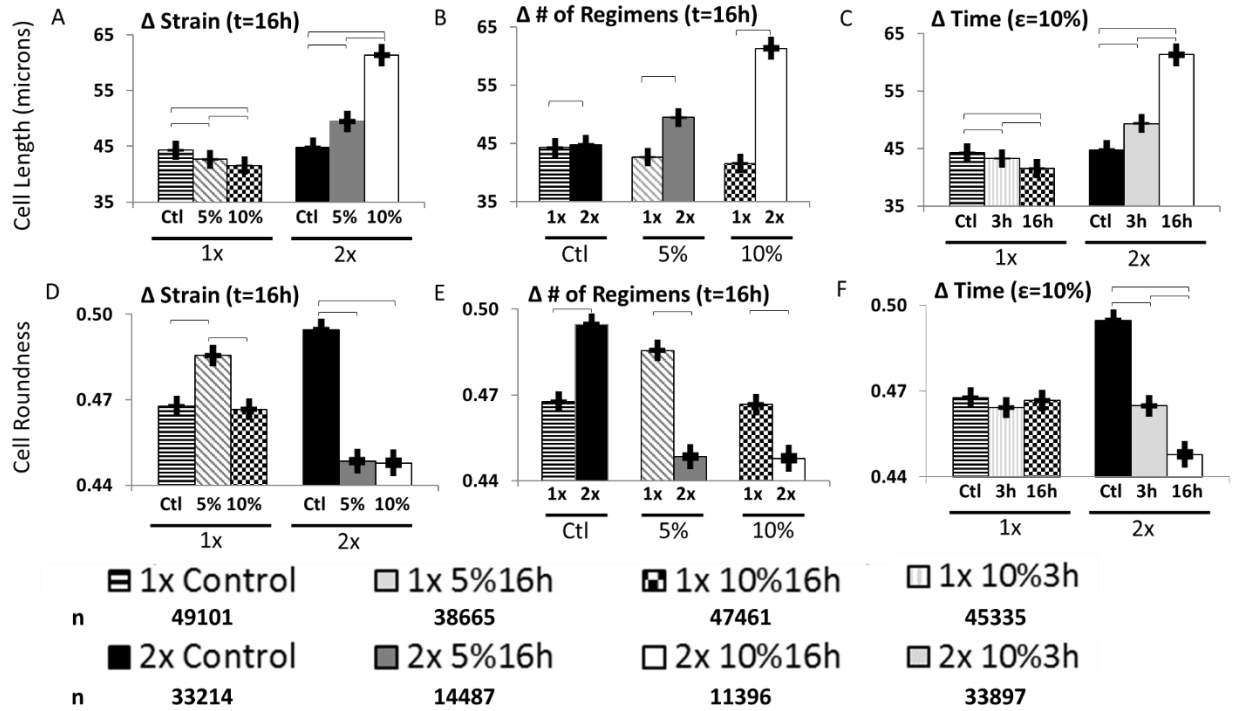 A
Δ Strain (t=16h)
B
Δ # of Regimens (t=16h)
C
Δ Time (ε=10%)
Cell Length (microns)
65
55
45
35
Ctl 5% 10% Ctl 5% 10%
1x 2x
65
55
45
35
1x 2x 1x 2x 1x 2x
Ctl 5% 10%
65
55
45
35
Ctl 3h 16h Ctl 3h 16h
1x 2x
D
Δ Strain (t=16h)
E
Δ # of Regimens (t=16h)
F
Δ Time (ε=10%)
Cell Roundness
0.50
0.47
0.44
Ctl 5% 10% Ctl 5% 10%
1x 2x
0.50
0.47
0.44
1x 2x 1x 2x 1x 2x
Ctl 5% 10%
0.50
0.47
0.44
Ctl 3h 16h Ctl 3h 16h
1x 2x
1x Control 1x 5%16h 1x 10%16h 1x 10%3h
n 49101 38665 47461 45335
2x Control 2x 5%16h 2x 10%16h 2x 10%3h
n 33214 14487 11396 33897